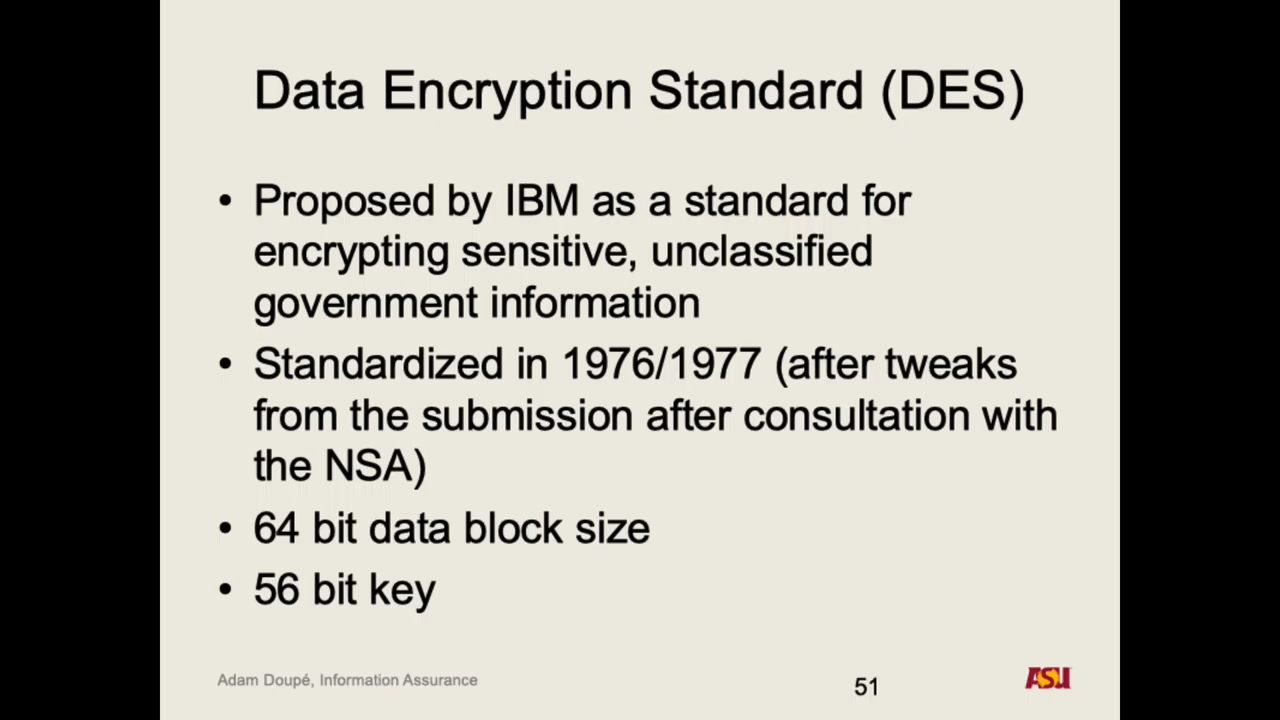 Data Encryption Standard (DES)
• Proposed by IBM as a standard for
encrypting sensitive, unclassified
government information
• Standardized in 1976/1977 (after tweaks
from the submission after consultation with
the NSA)
• 64 bit data block size
• 56 bit key
Adam Doupé, Information Assurance
51
ASU